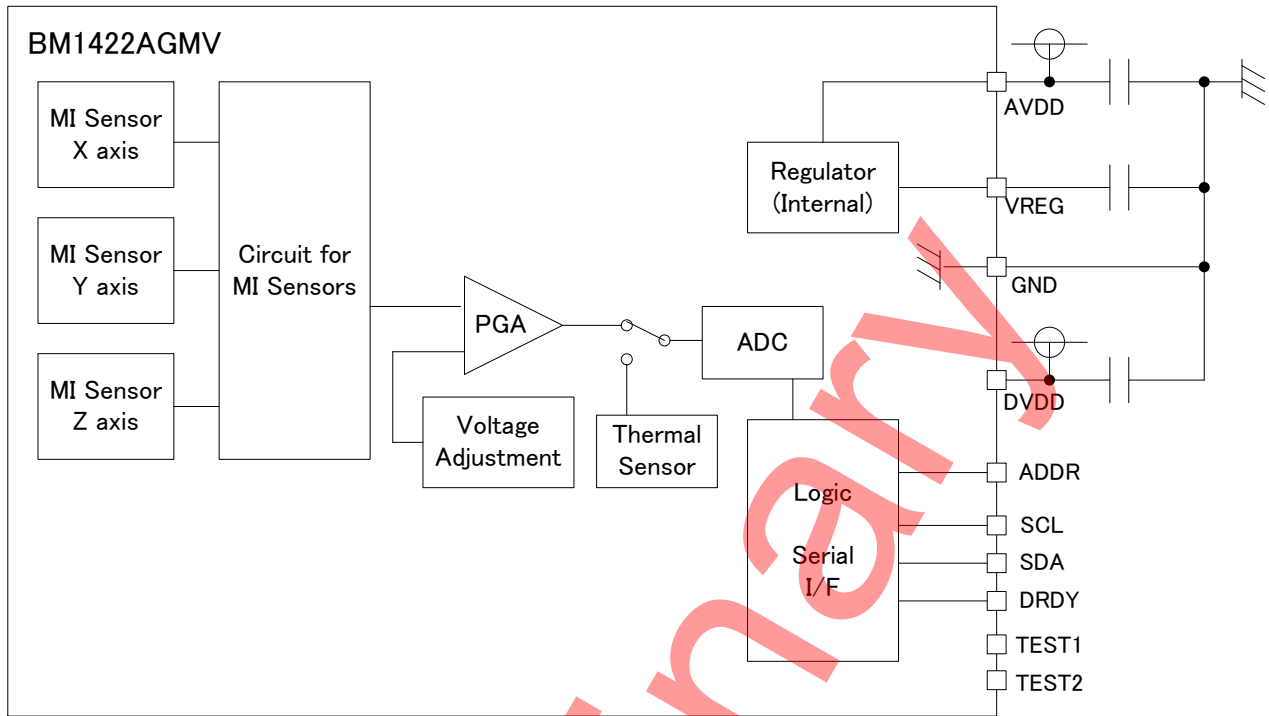 BM1422AGMV
MI Sensor
X axis
MI Sensor
Y axis
MI Sensor
Z axis
Circuit for
MI Sensors
PGA
Voltage
Adjustment
Thermal
Sensor
ADC
Regulator
(Internal)
Logic
Serial
I/F
AVDD
VREG
GND
DVDD
ADDR
SCL
SDA
DRDY
TEST1
TEST2
inary